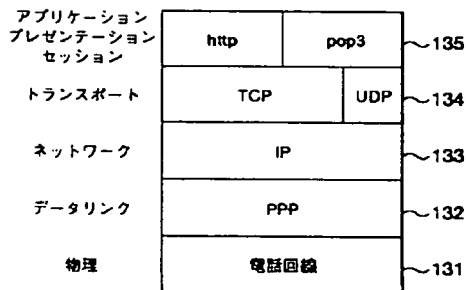 アプリケーション
プレゼンテーション
セッション
http
pop3
135
トランスポート
TCP
UDP
134
ネットワーク
IP
133
データリンク
PPP
132
物理
電話回線
131